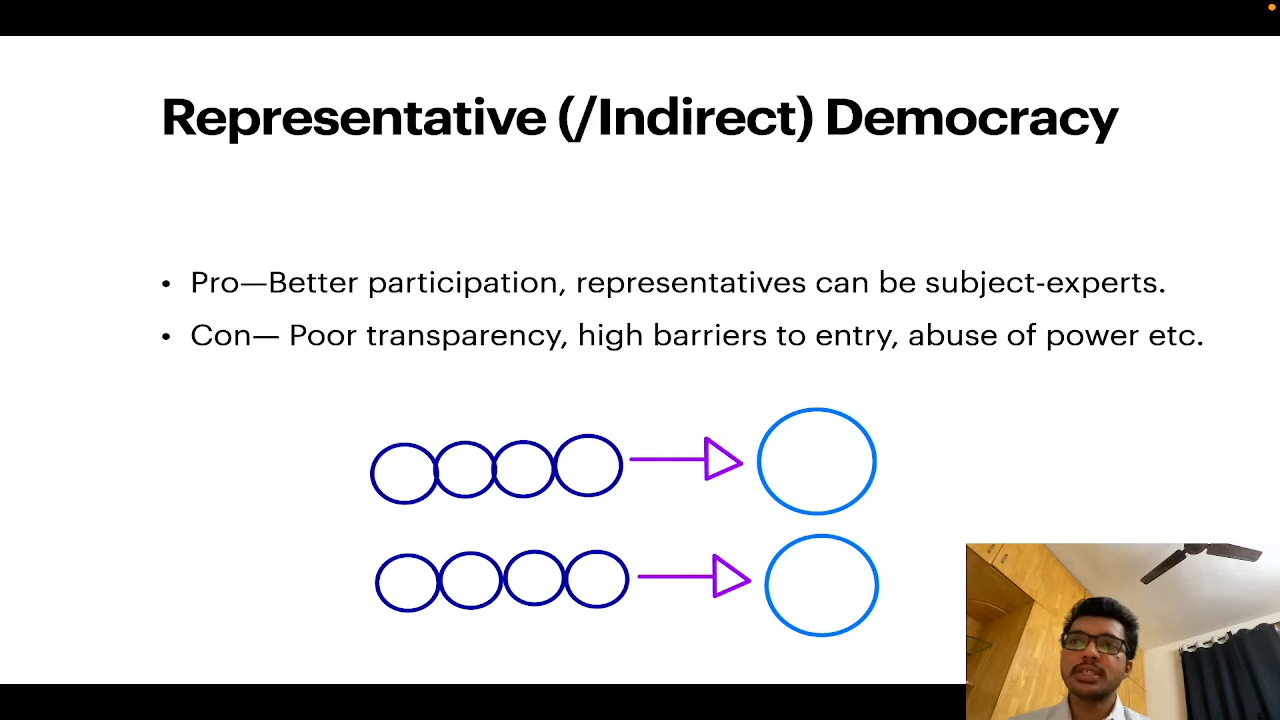 Representative (/Indirect) Democracy
• Pro—Better participation, representatives can be subject-experts.
• Con— Poor transparency, high barriers to entry, abuse of power etc.